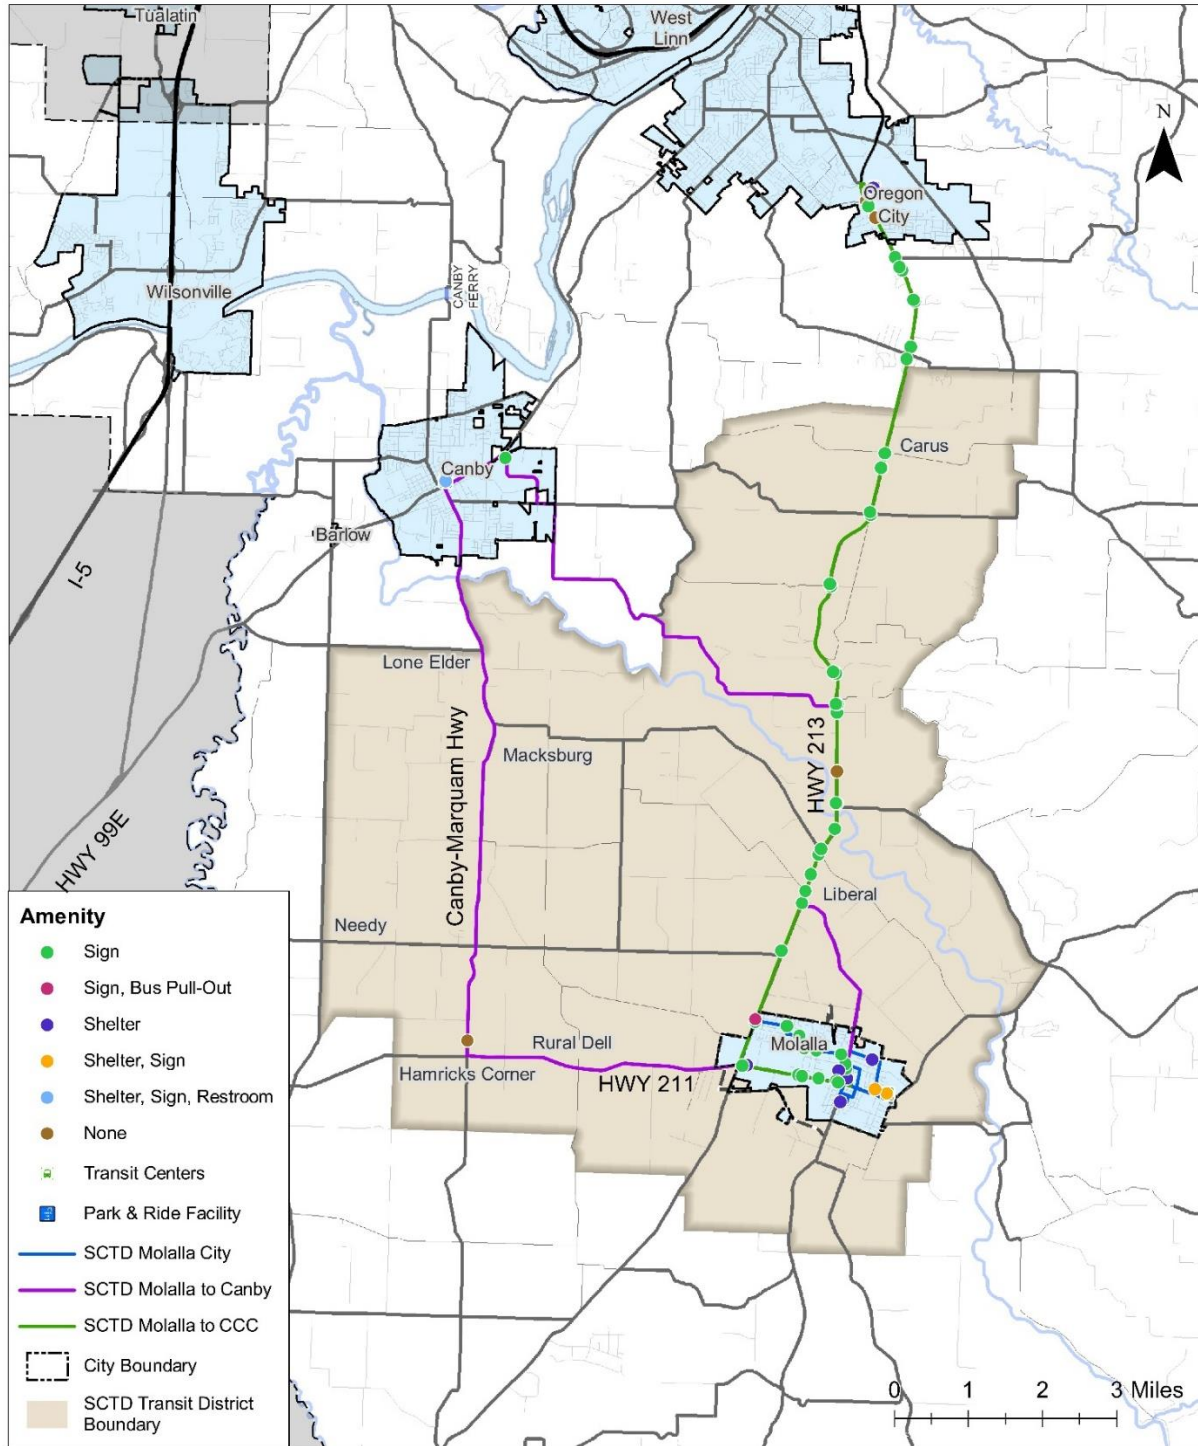 Tualatin
West
Linn
N
Oregon
City
Wilsonville
CANBY
FERRY
Carus
Canby
Barlow
I-5
Lone Elder
HWY 213
Macksburg
Canby-Marquam Hwy
HWY 99E
Liberal
Needy
Molalla
Rural Dell
Hamricks Corner
HWY 211
Amenity
Sign
Sign, Bus Pull-Out
Shelter
Shelter, Sign
Shelter, Sign, Restroom
None
Transit Centers
Park & Ride Facility
SCTD Molalla City
SCTD Molalla to Canby
SCTD Molalla to CCC
City Boundary
SCTD Transit District
Boundary
0 1 2 3 Miles